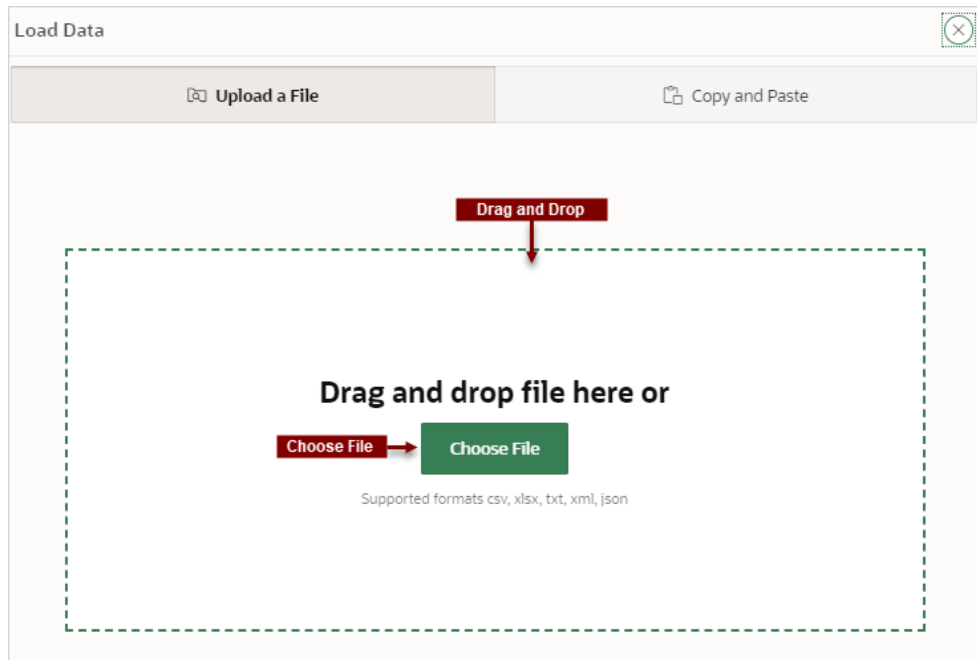 Load Data
Upload a File
Copy and Paste
Drag and Drop
Drag and drop file here or
Choose File
Choose File
Supported formats csv, xlsx, txt, xml, json